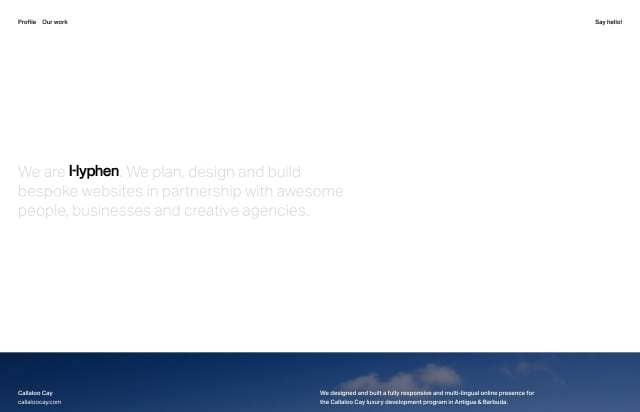 Profile Our work Say hello!
We are Hyphen. We plan, design and build
bespoke websites in partnership with awesome
people, businesses and creative agencies.
Callaloo Cay
callaloocay.com
We designed and built a fully responsive and multi-lingual online presence for
the Callaloo Cay luxury development program in Antigua & Barbuda.